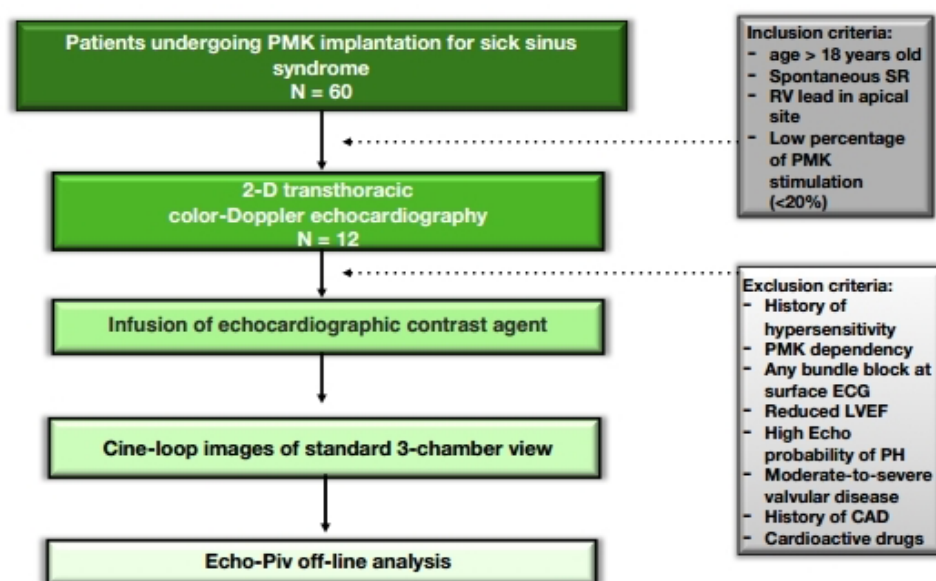 Patients undergoing PMK implantation for sick sinus
syndrome
N = 60
2-D transthoracic
color-Doppler echocardiography
N = 12
Infusion of echocardiographic contrast agent
Cine-loop images of standard 3-chamber view
Echo-Piv off-line analysis
Inclusion criteria:
- age > 18 years old
- Spontaneous SR
- RV lead in apical
site
- Low percentage
of PMK
stimulation
(<20%)
Exclusion criteria:
- History of
hypersensitivity
- PMK dependency
- Any bundle block at
surface ECG
- Reduced LVEF
- High Echo
probability of PH
- Moderate-to-severe
valvular disease
- History of CAD
- Cardioactive drugs